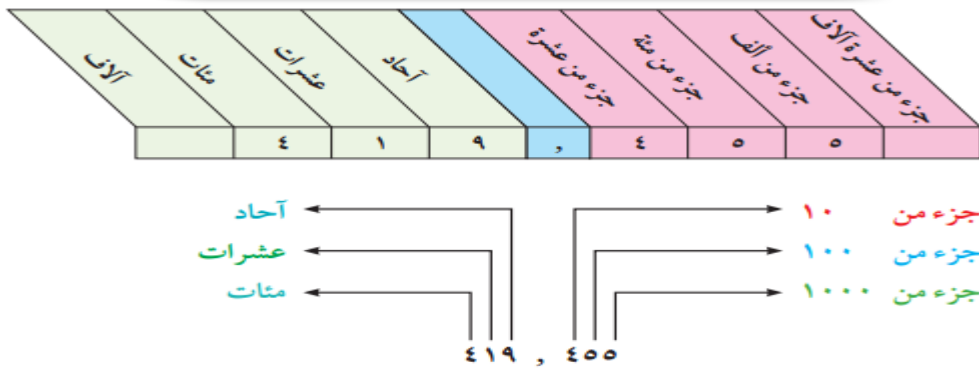 آلاف مئات عشرات آحاد جزء من عشرة جزء من مئة جزء من ألف جزء من عشرة آلاف
٤ ١ ٩ , ٤ ٥ ٥
آحاد جزء من ١٠
عشرات جزء من ١٠٠
مئات جزء من ١٠٠٠
٤١٩ , ٤٥٥